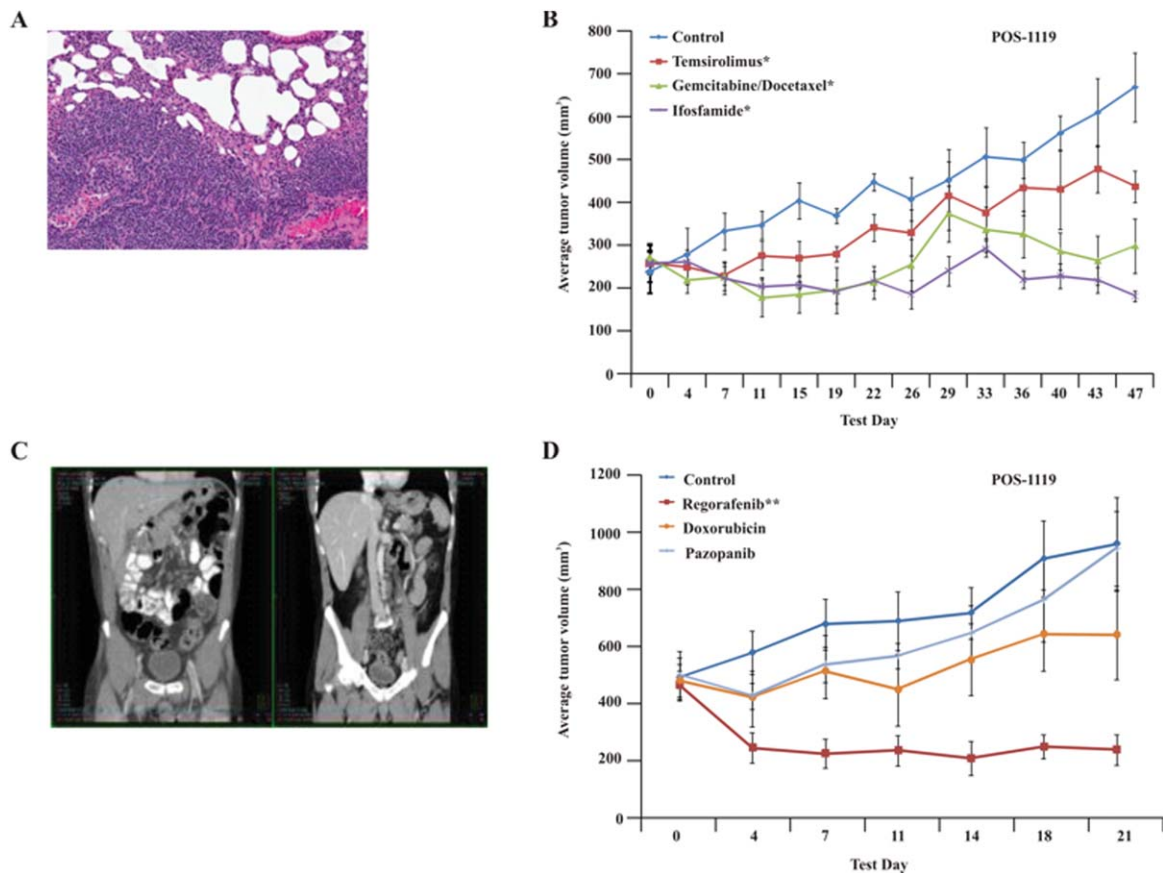 A
B
POS-1119
Control
Temsirolimus*
Gemcitabine/Docetaxel*
Ifosfamide*
Average tumor volume (mm³)
800
700
600
500
400
300
200
100
0
0 4 7 11 15 19 22 26 29 33 36 40 43 47
Test Day
C
D
POS-1119
Control
Regorafenib**
Doxorubicin
Pazopanib
Average tumor volume (mm³)
1200
1000
800
600
400
200
0
0 4 7 11 14 18 21
Test Day